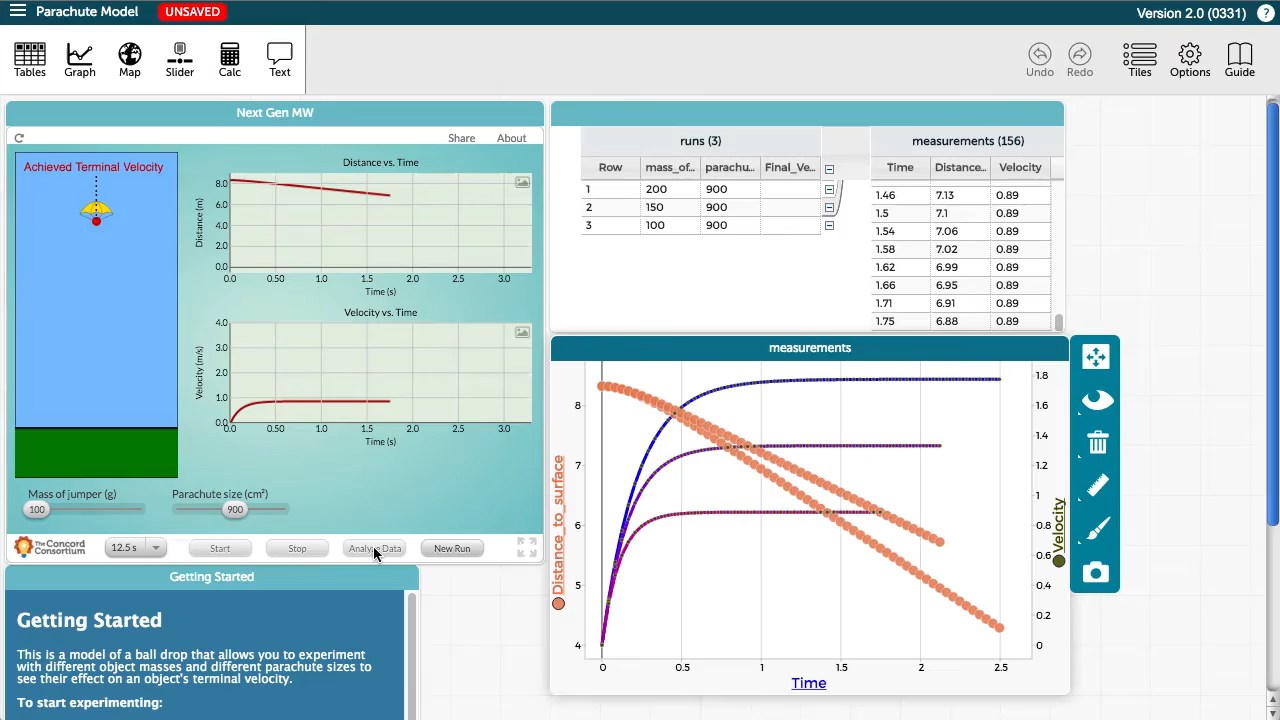 Parachute Model
UNSAVED
Version 2.0 (0331)
?
Tables
Graph
Map
Slider
Calc
Text
Undo
Redo
Tiles
Options
Guide
Next Gen MW
Share
About
Achieved Terminal Velocity
Distance vs. Time
Distance (m)
8.0
6.0
4.0
2.0
0.0
0.0 0.50 1.0 1.5 2.0 2.5 3.0
Time (s)
Velocity vs. Time
Velocity (m/s)
4.0
3.0
2.0
1.0
0.0
0.0 0.50 1.0 1.5 2.0 2.5 3.0
Time (s)
Mass of jumper (g)
100
Parachute size (cm²)
900
The Concord
Consortium
12.5 s
Start
Stop
New Run
runs (3)
Row mass_of... parachu... Final_Ve...
1 200 900
2 150 900
3 100 900
measurements (156)
Time Distance... Velocity
1.46 7.13 0.89
1.5 7.1 0.89
1.54 7.06 0.89
1.58 7.02 0.89
1.62 6.99 0.89
1.66 6.95 0.89
1.71 6.91 0.89
1.75 6.88 0.89
measurements
Distance_to_surface
8
7
6
5
4
1.8
1.6
1.4
1.2
1
0.8
0.6
0.4
0.2
0
Velocity
0 0.5 1 1.5 2 2.5
Time
Getting Started
Getting Started
This is a model of a ball drop that allows you to experiment
with different object masses and different parachute sizes to
see their effect on an object's terminal velocity.
To start experimenting: